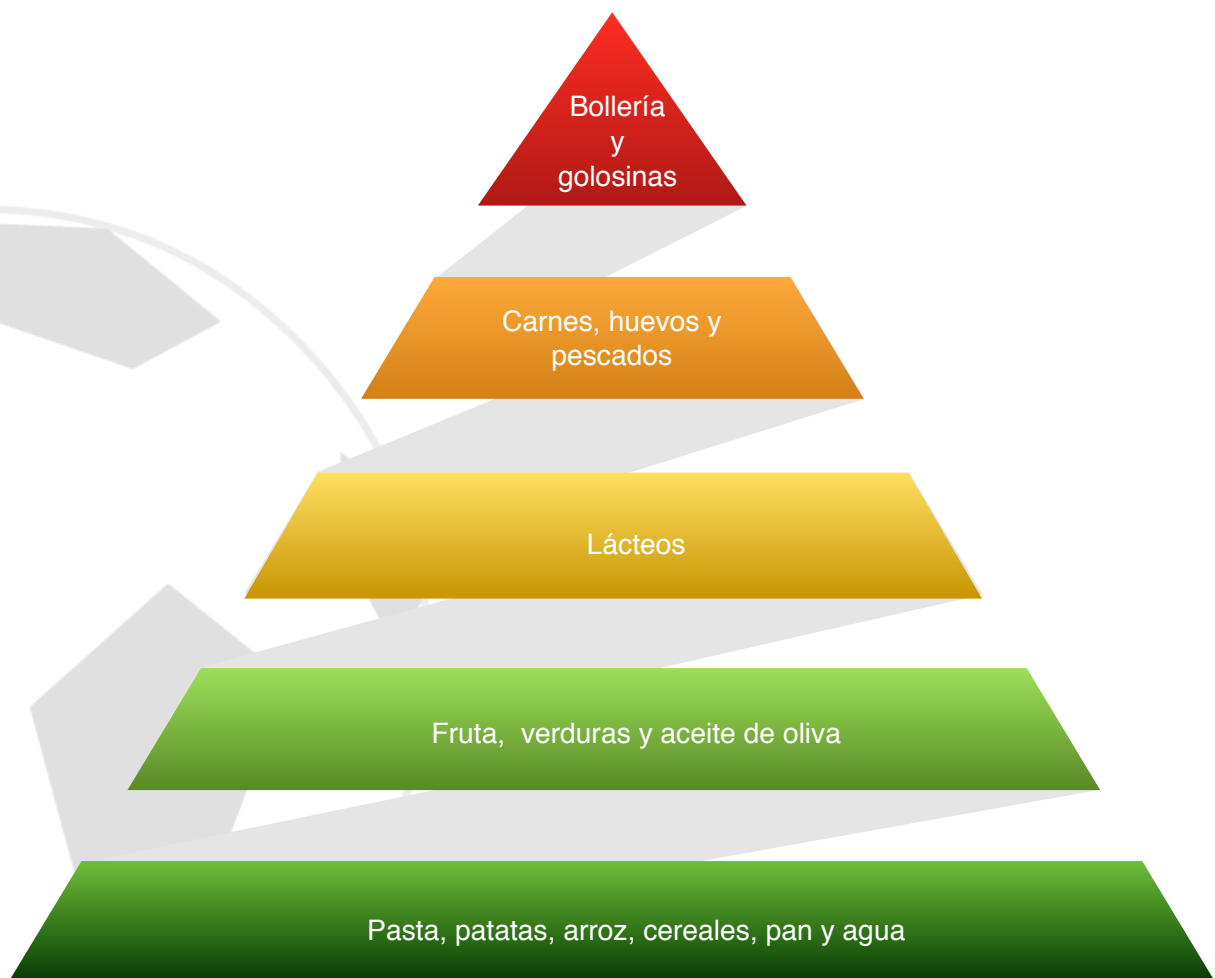 Bollería
y
golosinas
Carnes, huevos y
pescados
Lácteos
Fruta,  verduras y aceite de oliva
Pasta, patatas, arroz, cereales, pan y agua